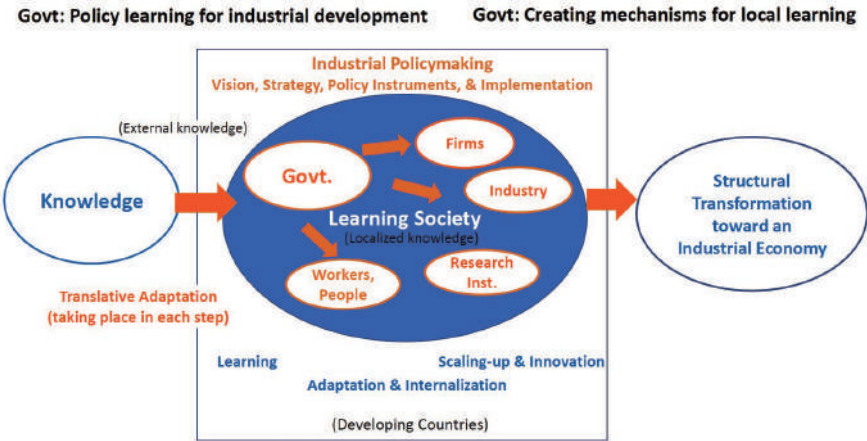 Govt: Policy learning for industrial development
Govt: Creating mechanisms for local learning
Industrial Policymaking
Vision, Strategy, Policy Instruments, & Implementation
(External knowledge)
Knowledge
Govt.
Firms
Industry
Learning Society
(Localized knowledge)
Workers,
People
Research
Inst.
Structural
Transformation
toward an
Industrial Economy
Translative Adaptation
(taking place in each step)
Learning
Scaling-up & Innovation
Adaptation & Internalization
(Developing Countries)